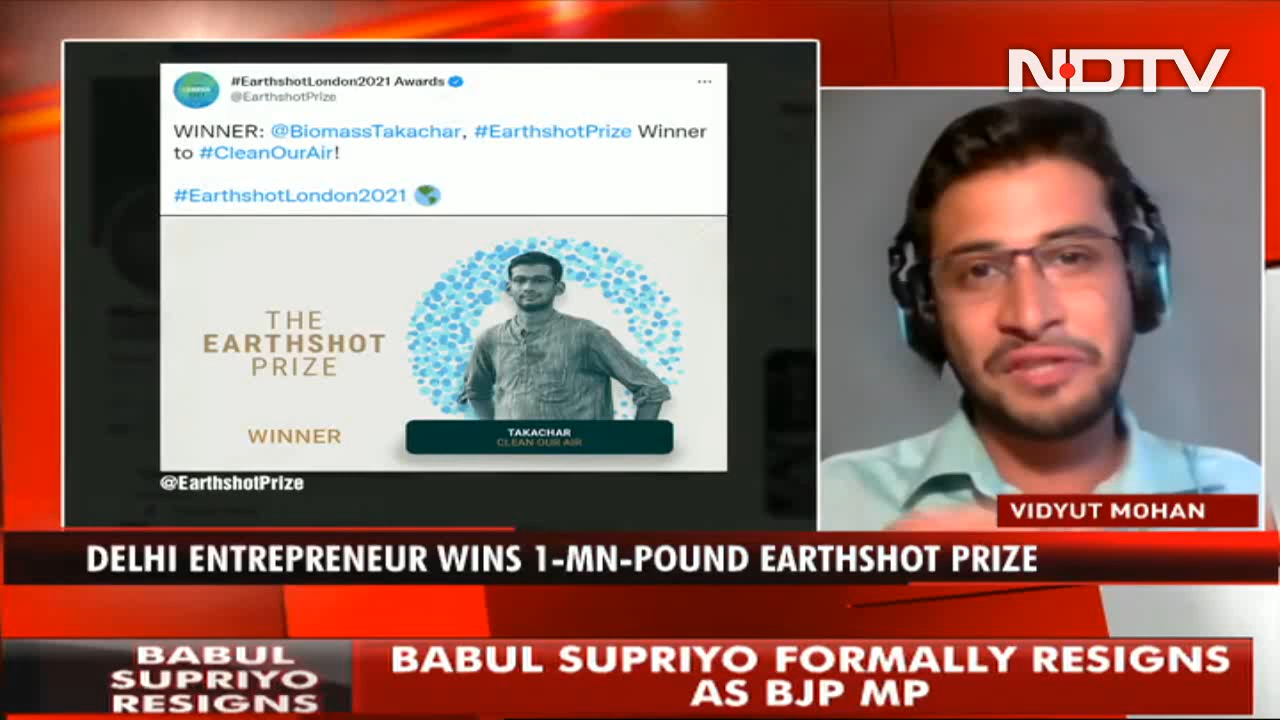 NDTV
#EarthshotLondon2021 Awards
@EarthshotPrize
WINNER: @BiomassTakachar, #EarthshotPrize Winner
to #CleanOurAir!
#EarthshotLondon2021
THE
EARTHSHOT
PRIZE
WINNER
TAKACHAR
CLEAN OUR AIR
@EarthshotPrize
VIDYUT MOHAN
DELHI ENTREPRENEUR WINS 1-MN-POUND EARTHSHOT PRIZE
BABUL
SUPRIYO
RESIGNS
BABUL SUPRIYO FORMALLY RESIGNS
AS BJP MP